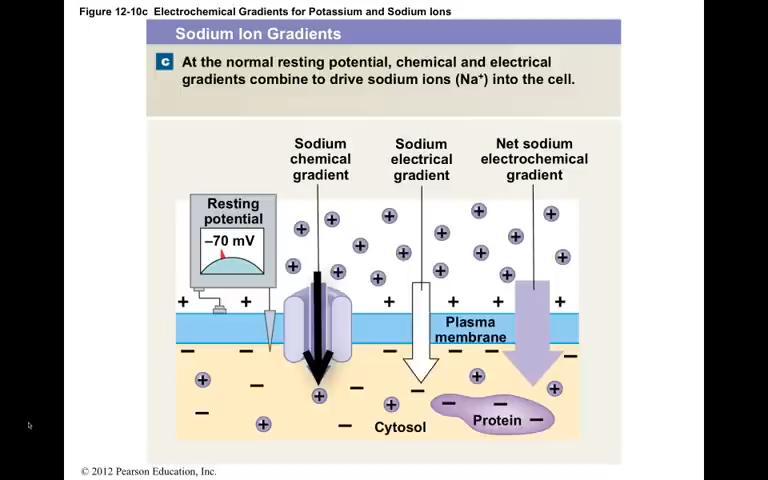 Figure 12-10c Electrochemical Gradients for Potassium and Sodium Ions
Sodium Ion Gradients
c At the normal resting potential, chemical and electrical
gradients combine to drive sodium ions (Na⁺) into the cell.
Sodium
chemical
gradient
Sodium
electrical
gradient
Net sodium
electrochemical
gradient
Resting
potential
–70 mV
Plasma
membrane
Cytosol
Protein
© 2012 Pearson Education, Inc.